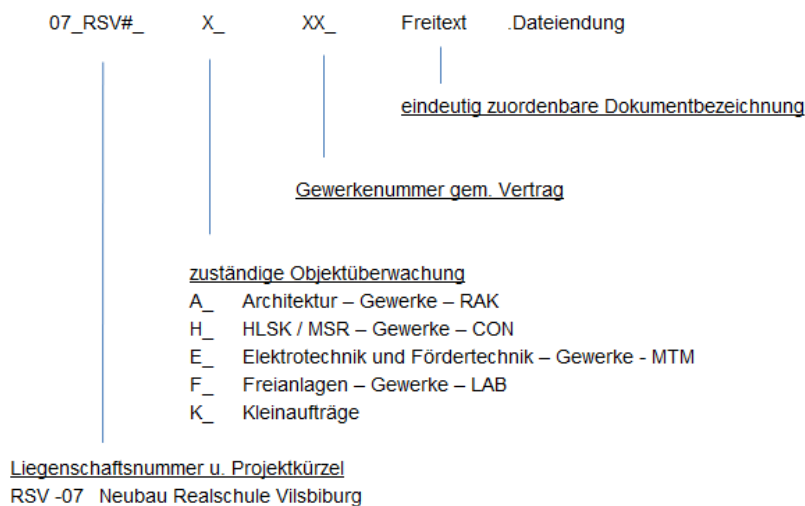 07_RSV#_ X_ XX_ Freitext .Dateiendung
eindeutig zuordenbare Dokumentbezeichnung
Gewerkenummer gem. Vertrag
zuständige Objektüberwachung
A_ Architektur – Gewerke – RAK
H_ HLSK / MSR – Gewerke – CON
E_ Elektrotechnik und Fördertechnik – Gewerke - MTM
F_ Freianlagen – Gewerke – LAB
K_ Kleinaufträge
Liegenschaftsnummer u. Projektkürzel
RSV -07 Neubau Realschule Vilsbiburg